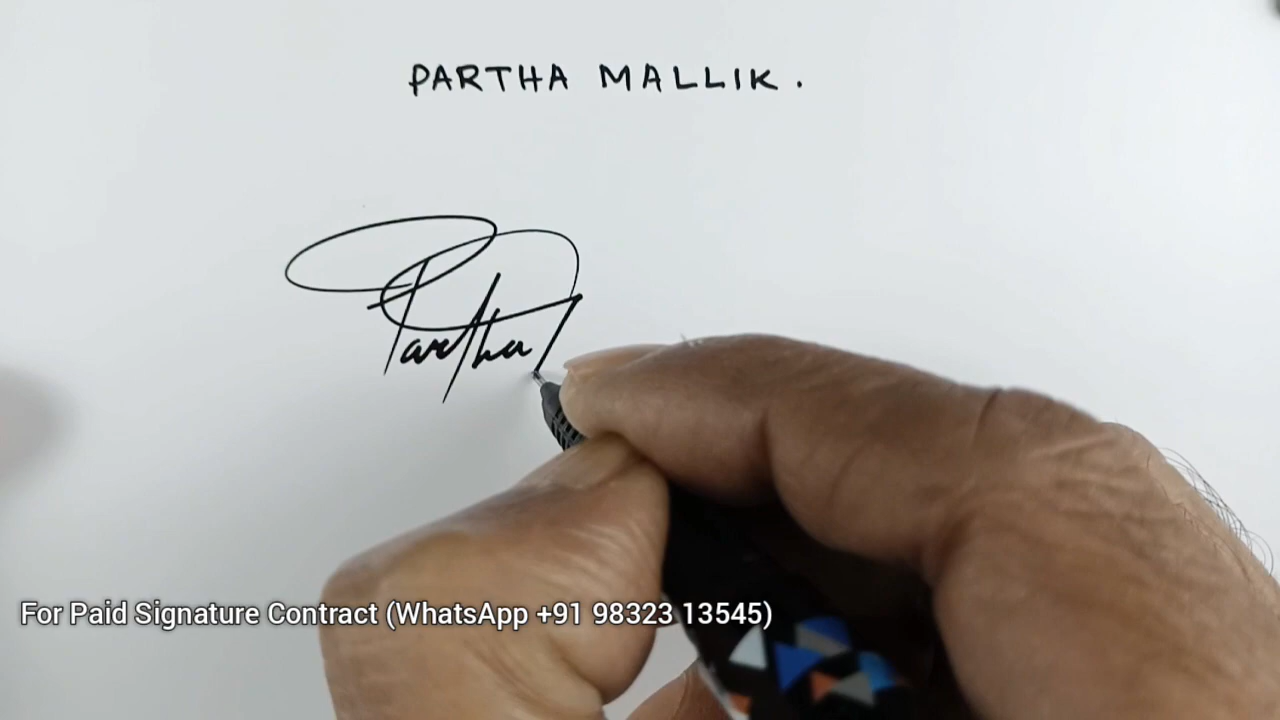 PARTHA MALLIK.
Partha
For Paid Signature Contract (WhatsApp +91 98323 13545)